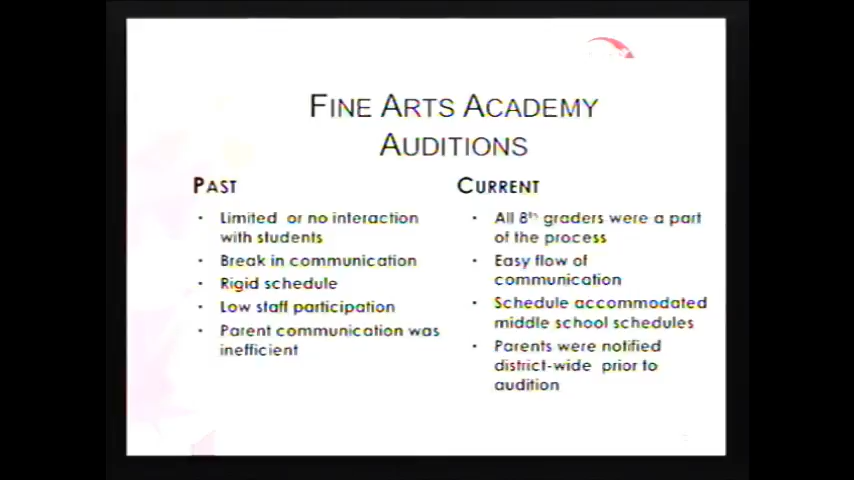 FINE ARTS ACADEMY
AUDITIONS
PAST
• Limited or no interaction
with students
• Break in communication
• Rigid schedule
• Low staff participation
• Parent communication was
inefficient
CURRENT
• All 8th graders were a part
of the process
• Easy flow of
communication
• Schedule accommodated
middle school schedules
• Parents were notified
district-wide prior to
audition